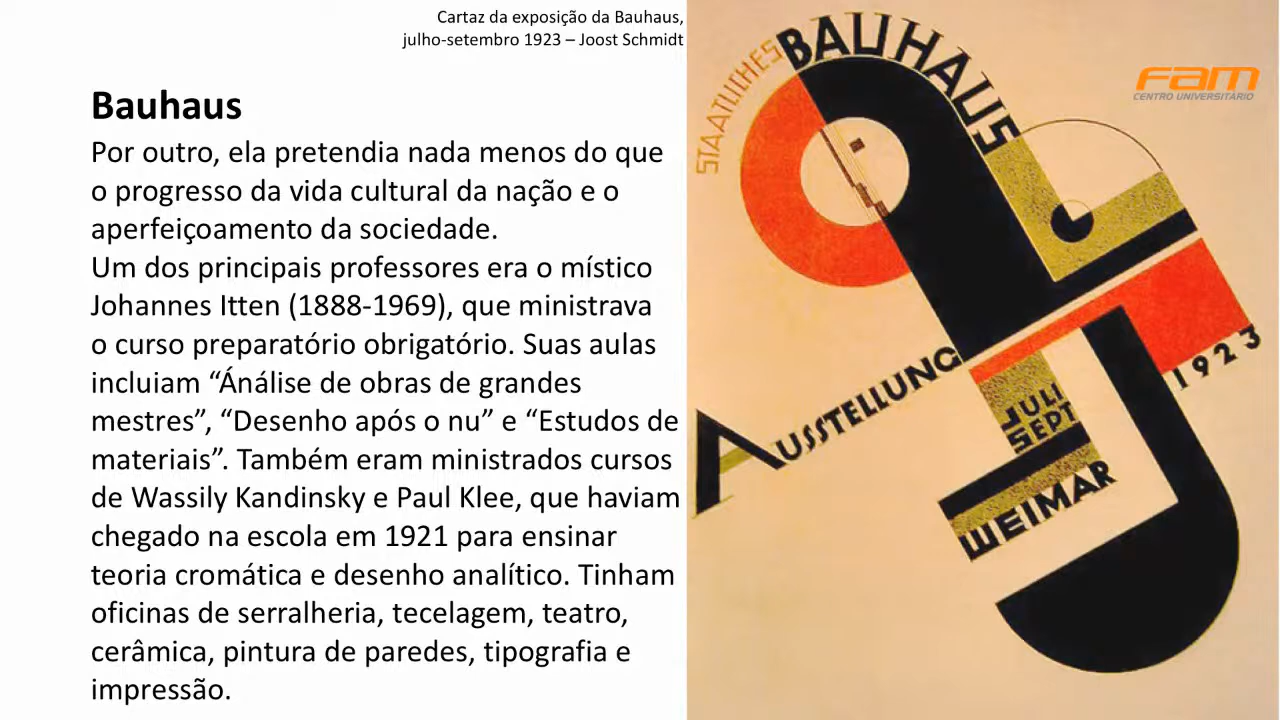 Cartaz da exposição da Bauhaus,
julho-setembro 1923 – Joost Schmidt
Bauhaus
Por outro, ela pretendia nada menos do que
o progresso da vida cultural da nação e o
aperfeiçoamento da sociedade.
Um dos principais professores era o místico
Johannes Itten (1888-1969), que ministrava
o curso preparatório obrigatório. Suas aulas
incluiam “Ánálise de obras de grandes
mestres”, “Desenho após o nu” e “Estudos de
materiais”. Também eram ministrados cursos
de Wassily Kandinsky e Paul Klee, que haviam
chegado na escola em 1921 para ensinar
teoria cromática e desenho analítico. Tinham
oficinas de serralheria, tecelagem, teatro,
cerâmica, pintura de paredes, tipografia e
impressão.
STAATLICHES
BAUHAUS
AUSSTELLUNG
1923
JULI
SEPT
WEIMAR
fam
CENTRO UNIVERSITÁRIO